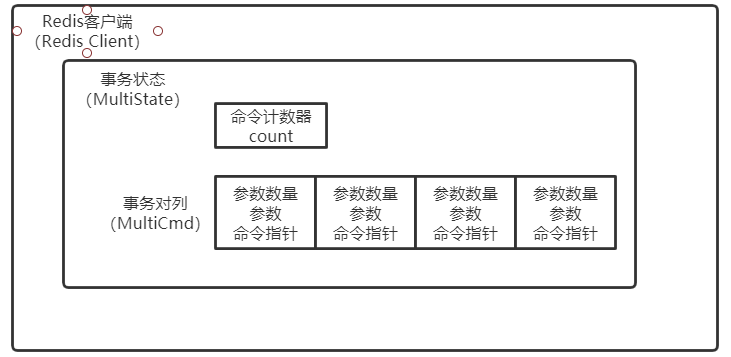 Redis客户端
（Redis Client）
事务状态
（MultiState）
命令计数器
count
事务对列
（MultiCmd）
参数数量
参数
命令指针
参数数量
参数
命令指针
参数数量
参数
命令指针
参数数量
参数
命令指针